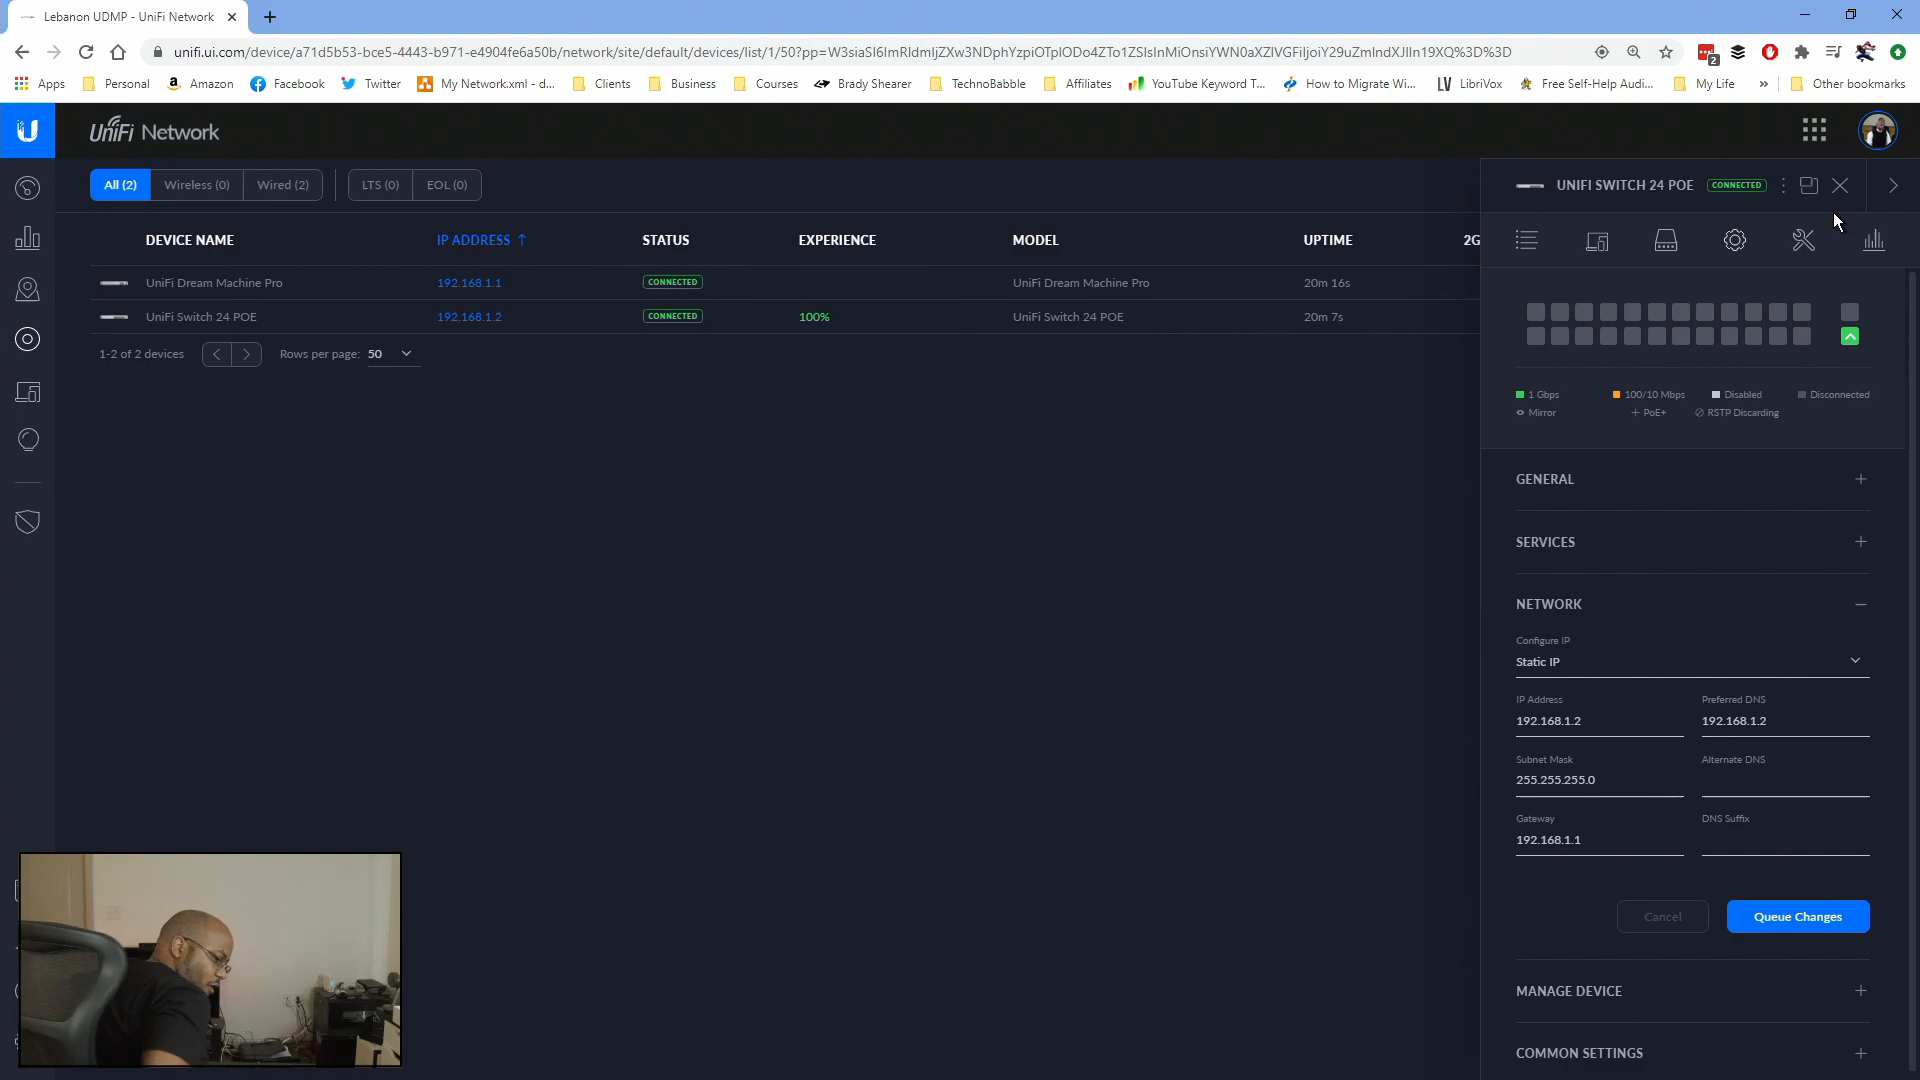 Lebanon UDMP - UniFi Network
unifi.ui.com/device/a71d5b53-bce5-4443-b971-e4904fe6a50b/network/site/default/devices/list/1/50?pp=W3siaSI6ImRldmljZXw3NDphYzpiOTplODo4ZTo1ZSIsInMiOnsiYWN0aXZlVGFiIjoiY29uZmlndXJlIn19XQ%3D%3D
2
Apps Personal Amazon Facebook Twitter My Network.xml - d... Clients Business Courses Brady Shearer TechnoBabble Affiliates YouTube Keyword T... How to Migrate Wi... LibriVox Free Self-Help Audi... My Life » Other bookmarks
UniFi Network
All (2) Wireless (0) Wired (2) LTS (0) EOL (0)
UNIFI SWITCH 24 POE CONNECTED
DEVICE NAME IP ADDRESS STATUS EXPERIENCE MODEL UPTIME 2G
UniFi Dream Machine Pro 192.168.1.1 CONNECTED UniFi Dream Machine Pro 20m 16s
UniFi Switch 24 POE 192.168.1.2 CONNECTED 100% UniFi Switch 24 POE 20m 7s
1-2 of 2 devices Rows per page: 50
1 Gbps 100/10 Mbps Disabled Disconnected
Mirror PoE+ RSTP Discarding
GENERAL
SERVICES
NETWORK
Configure IP
Static IP
IP Address Preferred DNS
192.168.1.2 192.168.1.2
Subnet Mask Alternate DNS
255.255.255.0
Gateway DNS Suffix
192.168.1.1
Cancel Queue Changes
MANAGE DEVICE
COMMON SETTINGS